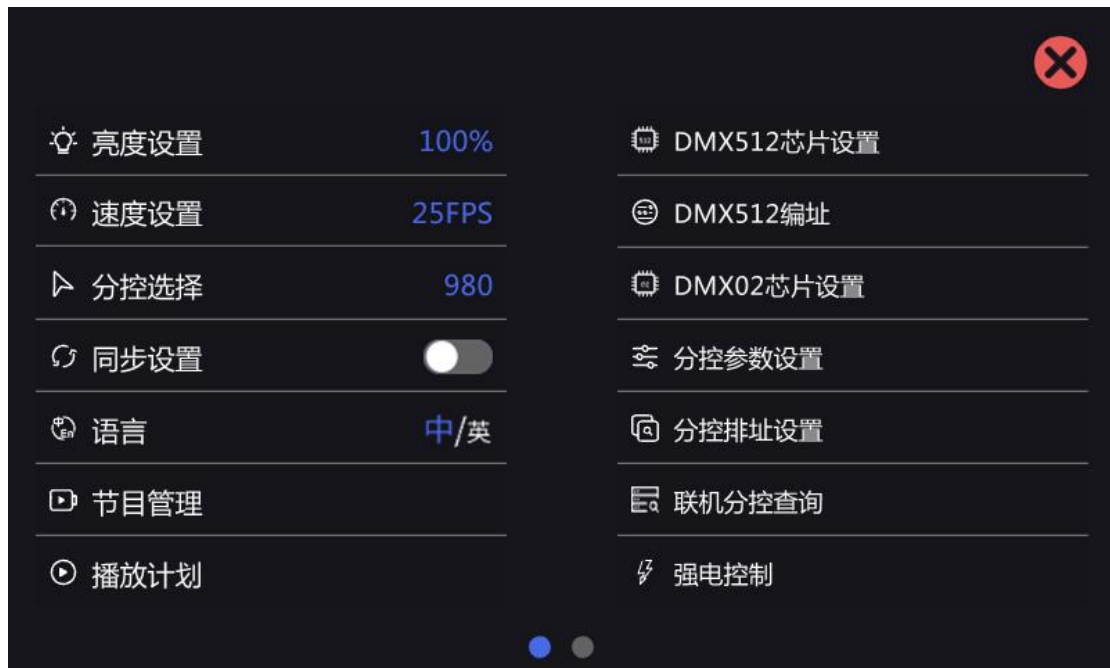 亮度设置 100%
速度设置 25FPS
分控选择 980
同步设置
语言 中/英
节目管理
播放计划
512 DMX512芯片设置
DMX512编址
02 DMX02芯片设置
分控参数设置
分控排址设置
联机分控查询
强电控制